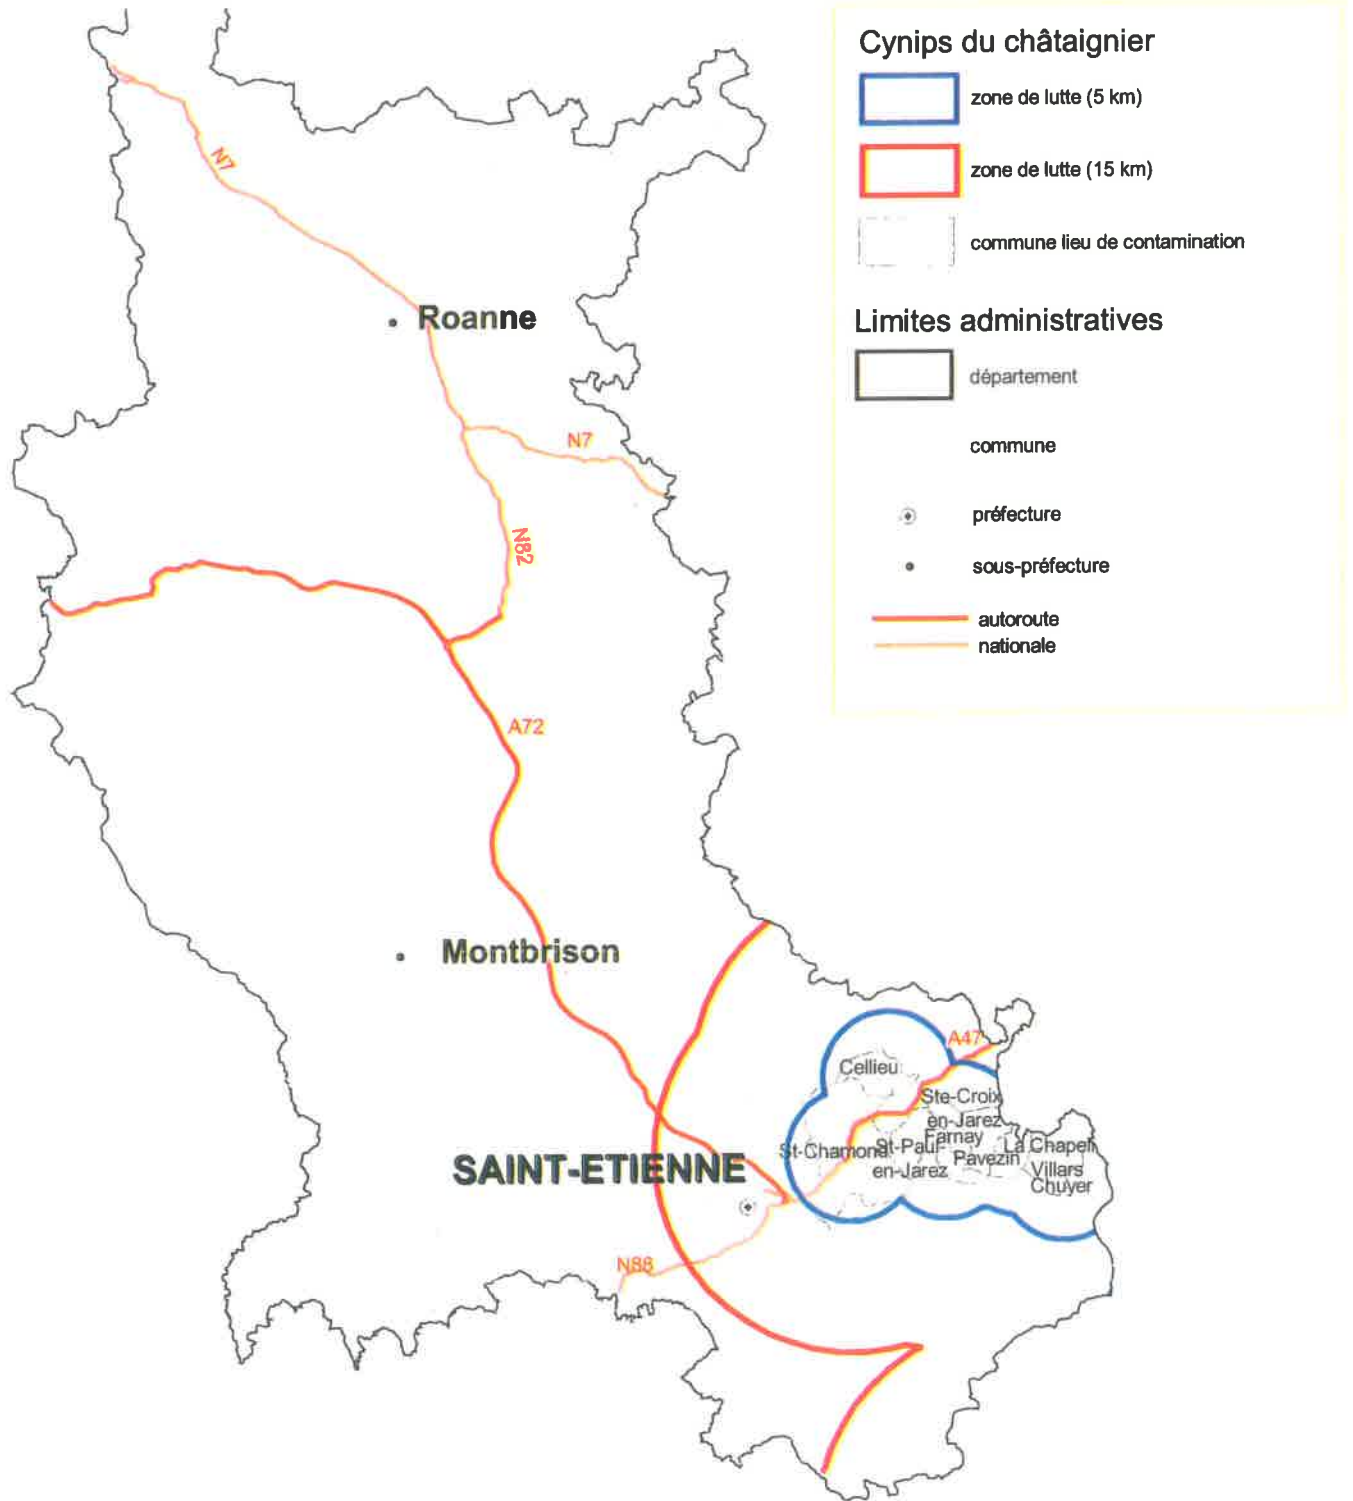 Cynips du châtaignier
zone de lutte (5 km)
zone de lutte (15 km)
commune lieu de contamination
Limites administratives
département
commune
préfecture
sous-préfecture
autoroute
nationale
N7
Roanne
N7
N82
A72
Montbrison
A47
Cellieu
Ste-Croix
en-Jarez
Farnay
St-Chamond
St-Paul-
en-Jarez
Pavezin
La Chapell
Villars
Chuyer
SAINT-ETIENNE
N88